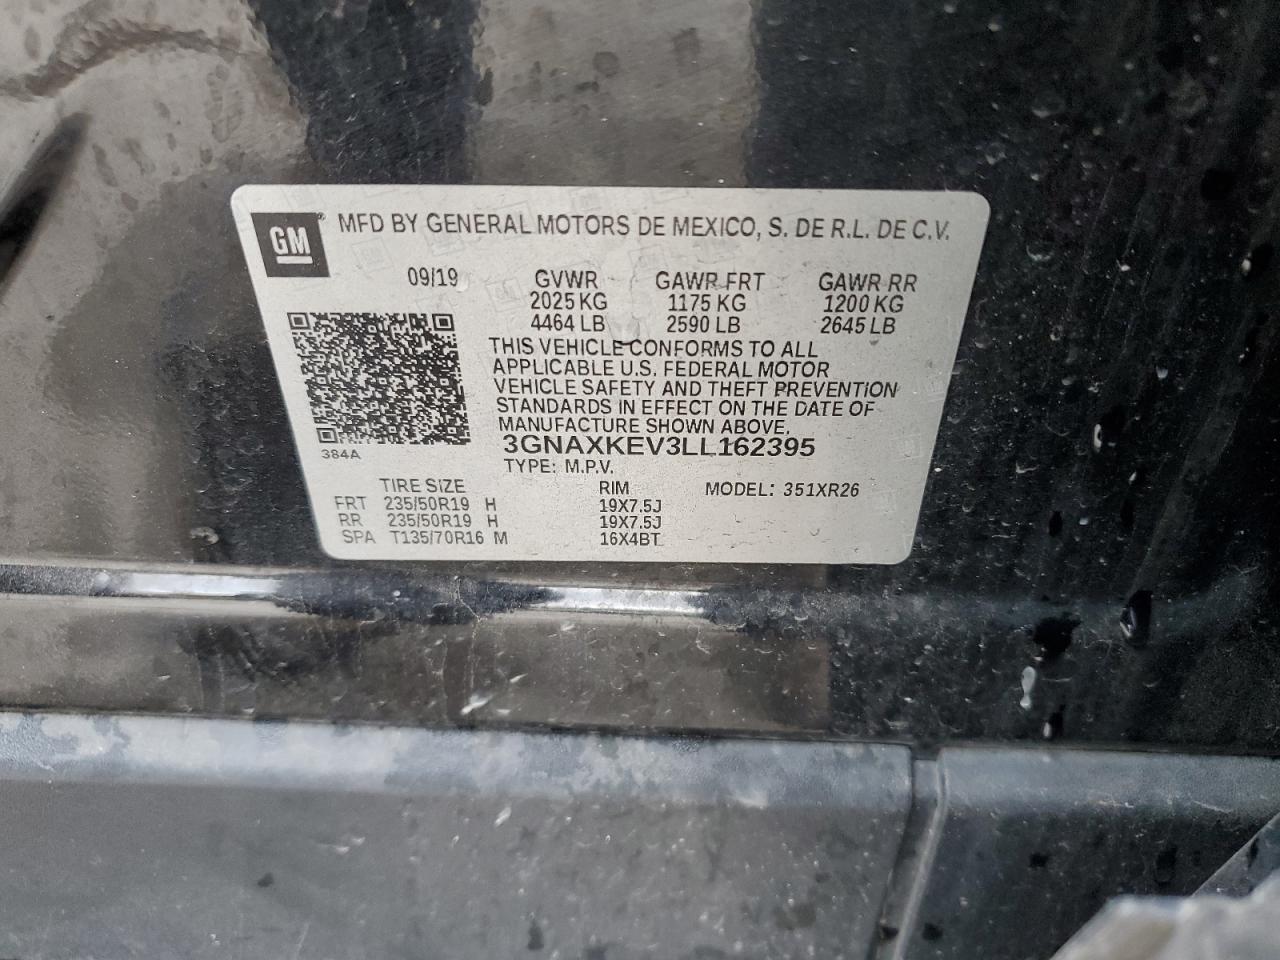 GM
MFD BY GENERAL MOTORS DE MEXICO, S. DE R.L. DE C.V.
09/19 GVWR GAWR FRT GAWR RR
2025 KG 1175 KG 1200 KG
4464 LB 2590 LB 2645 LB
THIS VEHICLE CONFORMS TO ALL
APPLICABLE U.S. FEDERAL MOTOR
VEHICLE SAFETY AND THEFT PREVENTION
STANDARDS IN EFFECT ON THE DATE OF
MANUFACTURE SHOWN ABOVE.
3GNAXKEV3LL162395
384A
TYPE: M.P.V.
TIRE SIZE RIM MODEL: 351XR26
FRT 235/50R19 H 19X7.5J
RR 235/50R19 H 19X7.5J
SPA T135/70R16 M 16X4BT